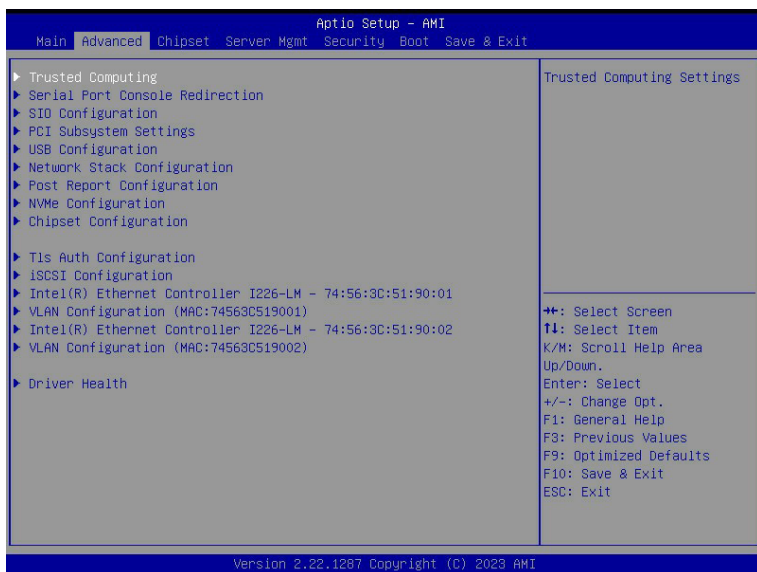 Aptio Setup - AMI
Main Advanced Chipset Server Mgmt Security Boot Save & Exit
Trusted Computing
Serial Port Console Redirection
SIO Configuration
PCI Subsystem Settings
USB Configuration
Network Stack Configuration
Post Report Configuration
NVMe Configuration
Chipset Configuration
Tls Auth Configuration
iSCSI Configuration
Intel(R) Ethernet Controller I226-LM - 74:56:3C:51:90:01
VLAN Configuration (MAC:74563C519001)
Intel(R) Ethernet Controller I226-LM - 74:56:3C:51:90:02
VLAN Configuration (MAC:74563C519002)
Driver Health
Trusted Computing Settings
→←: Select Screen
↑↓: Select Item
K/M: Scroll Help Area
Up/Down.
Enter: Select
+/-: Change Opt.
F1: General Help
F3: Previous Values
F9: Optimized Defaults
F10: Save & Exit
ESC: Exit
Version 2.22.1287 Copyright (C) 2023 AMI